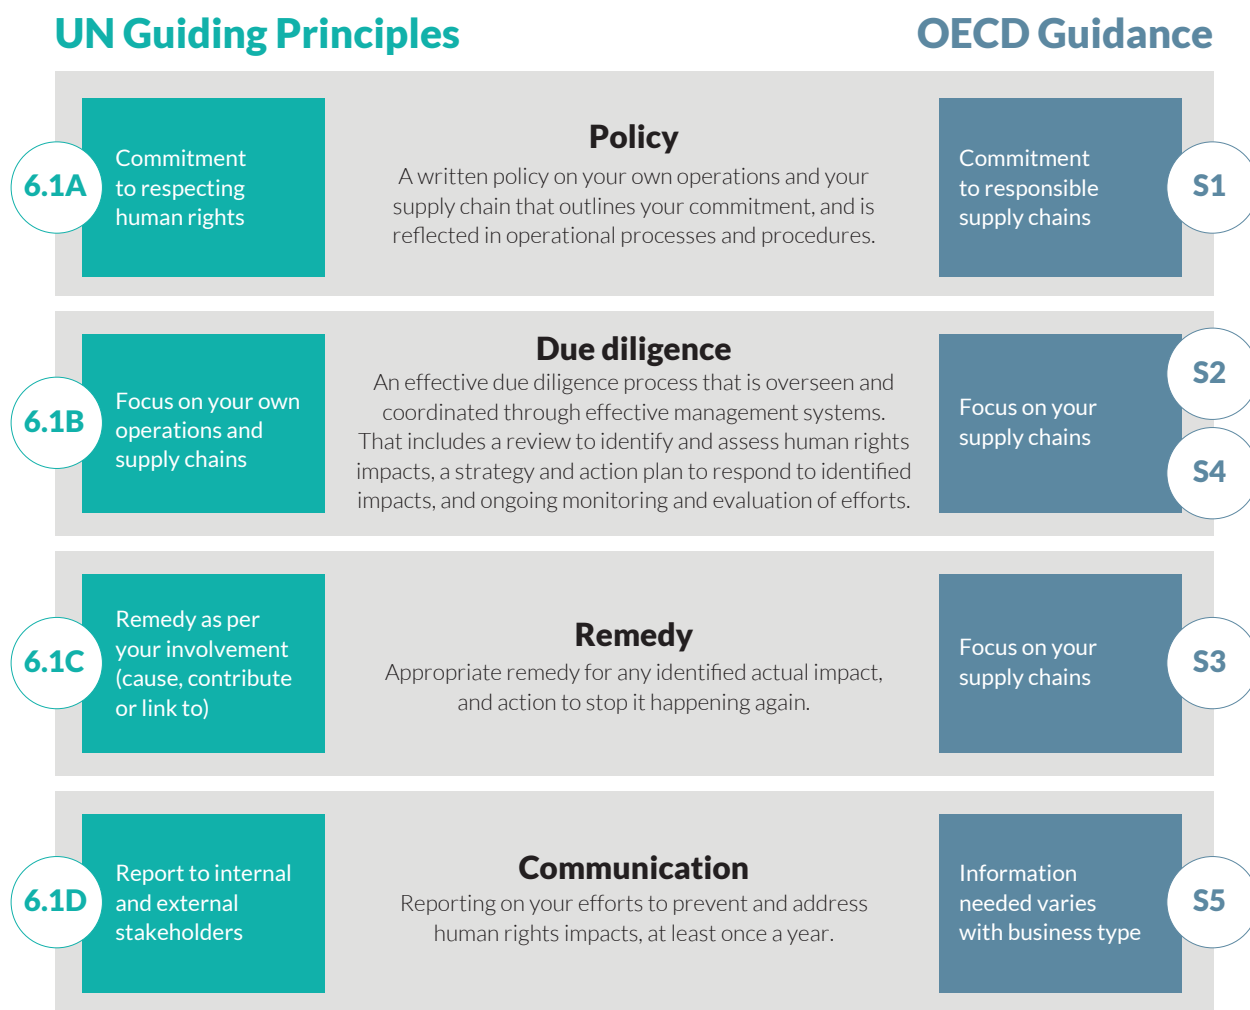 UN Guiding Principles
OECD Guidance
6.1A
Commitment
to respecting
human rights
Policy
A written policy on your own operations and your
supply chain that outlines your commitment, and is
reflected in operational processes and procedures.
Commitment
to responsible
supply chains
S1
6.1B
Focus on your own
operations and
supply chains
Due diligence
An effective due diligence process that is overseen and
coordinated through effective management systems.
That includes a review to identify and assess human rights
impacts, a strategy and action plan to respond to identified
impacts, and ongoing monitoring and evaluation of efforts.
Focus on your
supply chains
S2
S4
6.1C
Remedy as per
your involvement
(cause, contribute
or link to)
Remedy
Appropriate remedy for any identified actual impact,
and action to stop it happening again.
Focus on your
supply chains
S3
6.1D
Report to internal
and external
stakeholders
Communication
Reporting on your efforts to prevent and address
human rights impacts, at least once a year.
Information
needed varies
with business type
S5